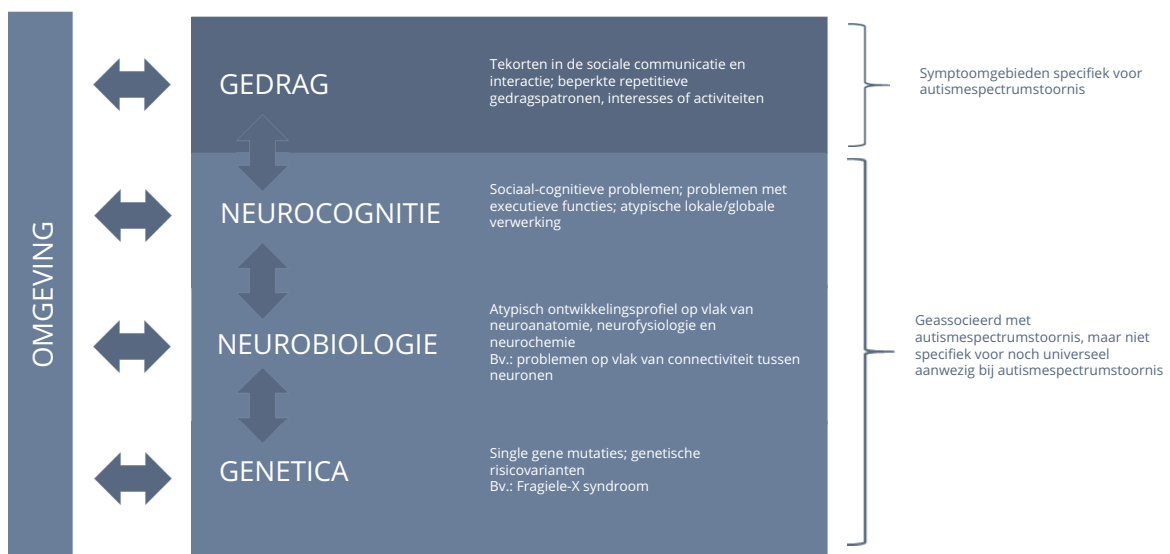 OMGEVING
GEDRAG
Tekorten in de sociale communicatie en
interactie; beperkte repetitieve
gedragspatronen, interesses of activiteiten
Symptoomgebieden specifiek voor
autismespectrumstoornis
NEUROCOGNITIE
Sociaal-cognitieve problemen; problemen met
executieve functies; atypische lokale/globale
verwerking
NEUROBIOLOGIE
Atypisch ontwikkelingsprofiel op vlak van
neuroanatomie, neurofysiologie en
neurochemie
Bv.: problemen op vlak van connectiviteit tussen
neuronen
Geassocieerd met
autismespectrumstoornis, maar niet
specifiek voor noch universeel
aanwezig bij autismespectrumstoornis
GENETICA
Single gene mutaties; genetische
risicovarianten
Bv.: Fragiele-X syndroom